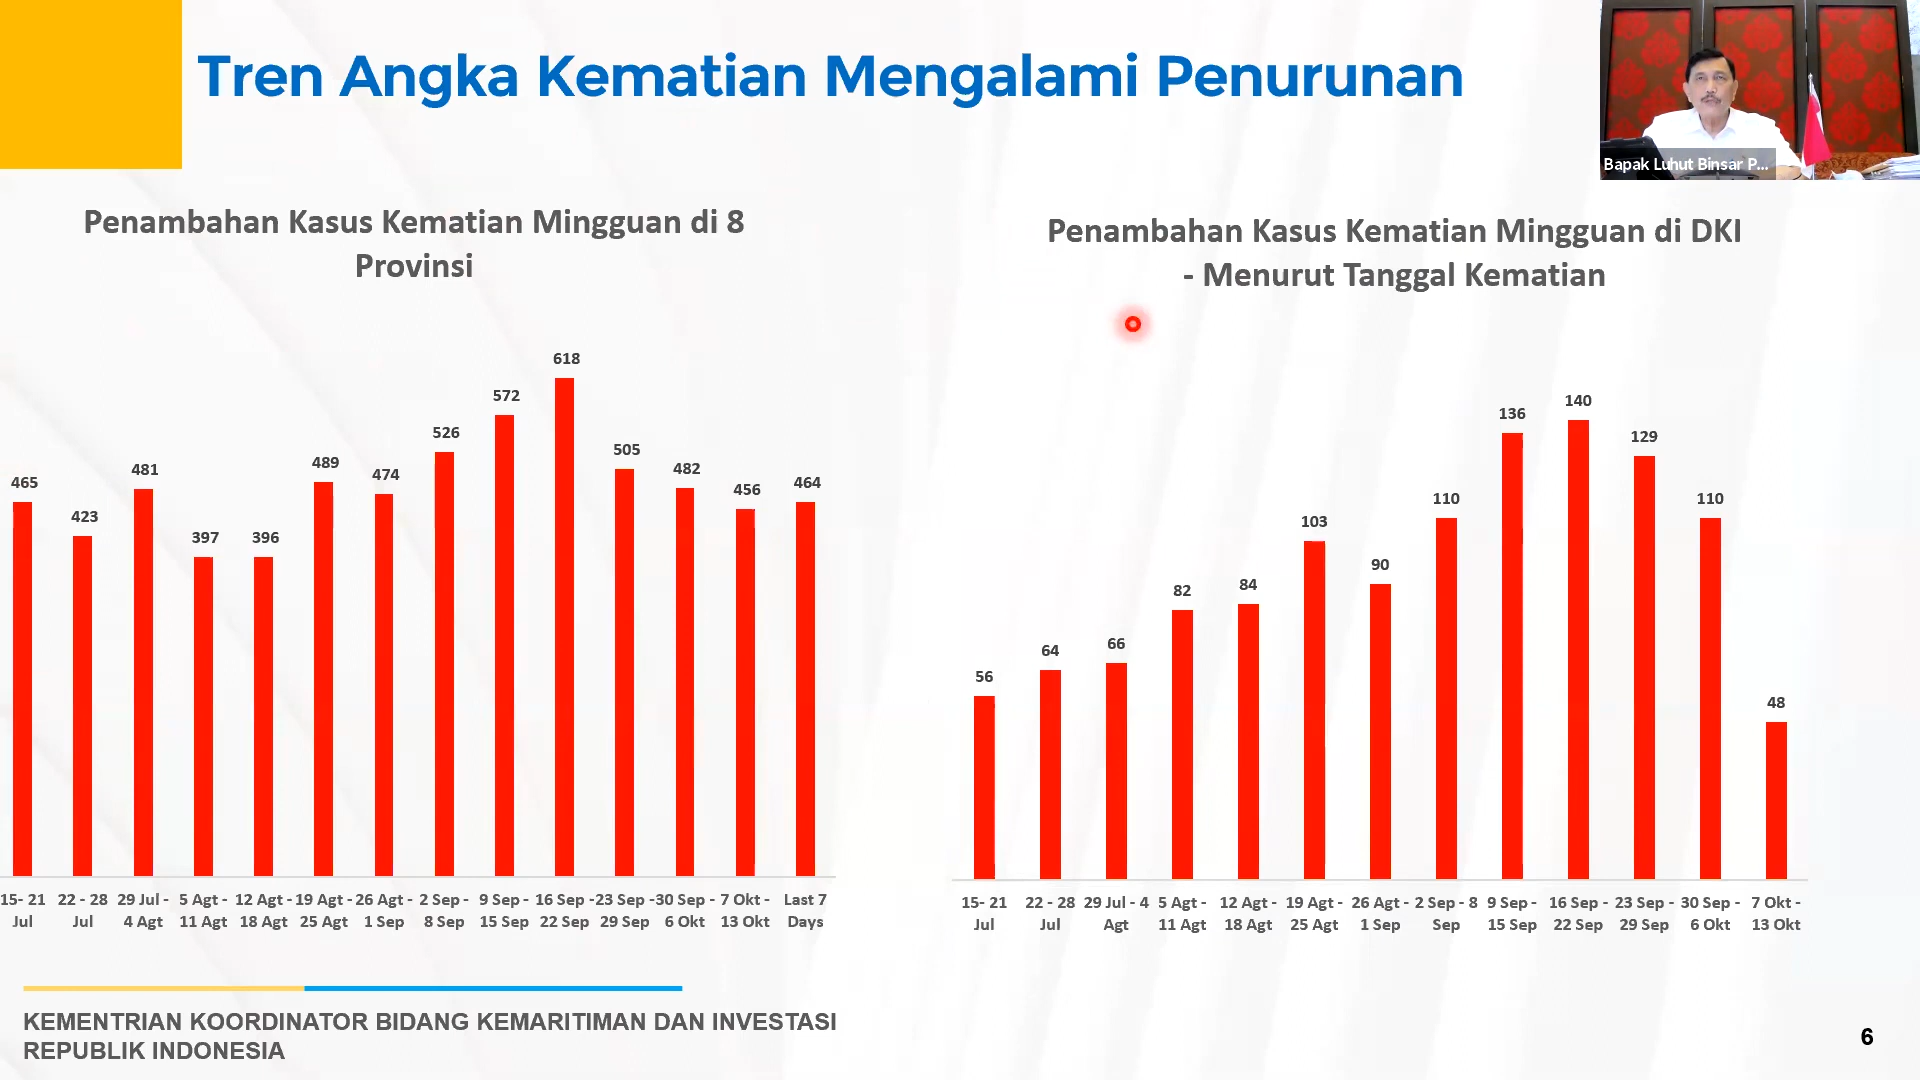 Tren Angka Kematian Mengalami Penurunan
Bapak Luhut Binsar P...
Penambahan Kasus Kematian Mingguan di 8
Provinsi
465
423
481
397
396
489
474
526
572
618
505
482
456
464
15- 21 Jul
22 - 28 Jul
29 Jul - 4 Agt
5 Agt - 11 Agt
12 Agt - 18 Agt
19 Agt - 25 Agt
26 Agt - 1 Sep
2 Sep - 8 Sep
9 Sep - 15 Sep
16 Sep - 22 Sep
23 Sep - 29 Sep
30 Sep - 6 Okt
7 Okt - 13 Okt
Last 7 Days
Penambahan Kasus Kematian Mingguan di DKI
- Menurut Tanggal Kematian
56
64
66
82
84
103
90
110
136
140
129
110
48
15- 21 Jul
22 - 28 Jul
29 Jul - 4 Agt
5 Agt - 11 Agt
12 Agt - 18 Agt
19 Agt - 25 Agt
26 Agt - 1 Sep
2 Sep - 8 Sep
9 Sep - 15 Sep
16 Sep - 22 Sep
23 Sep - 29 Sep
30 Sep - 6 Okt
7 Okt - 13 Okt
KEMENTRIAN KOORDINATOR BIDANG KEMARITIMAN DAN INVESTASI
REPUBLIK INDONESIA
6